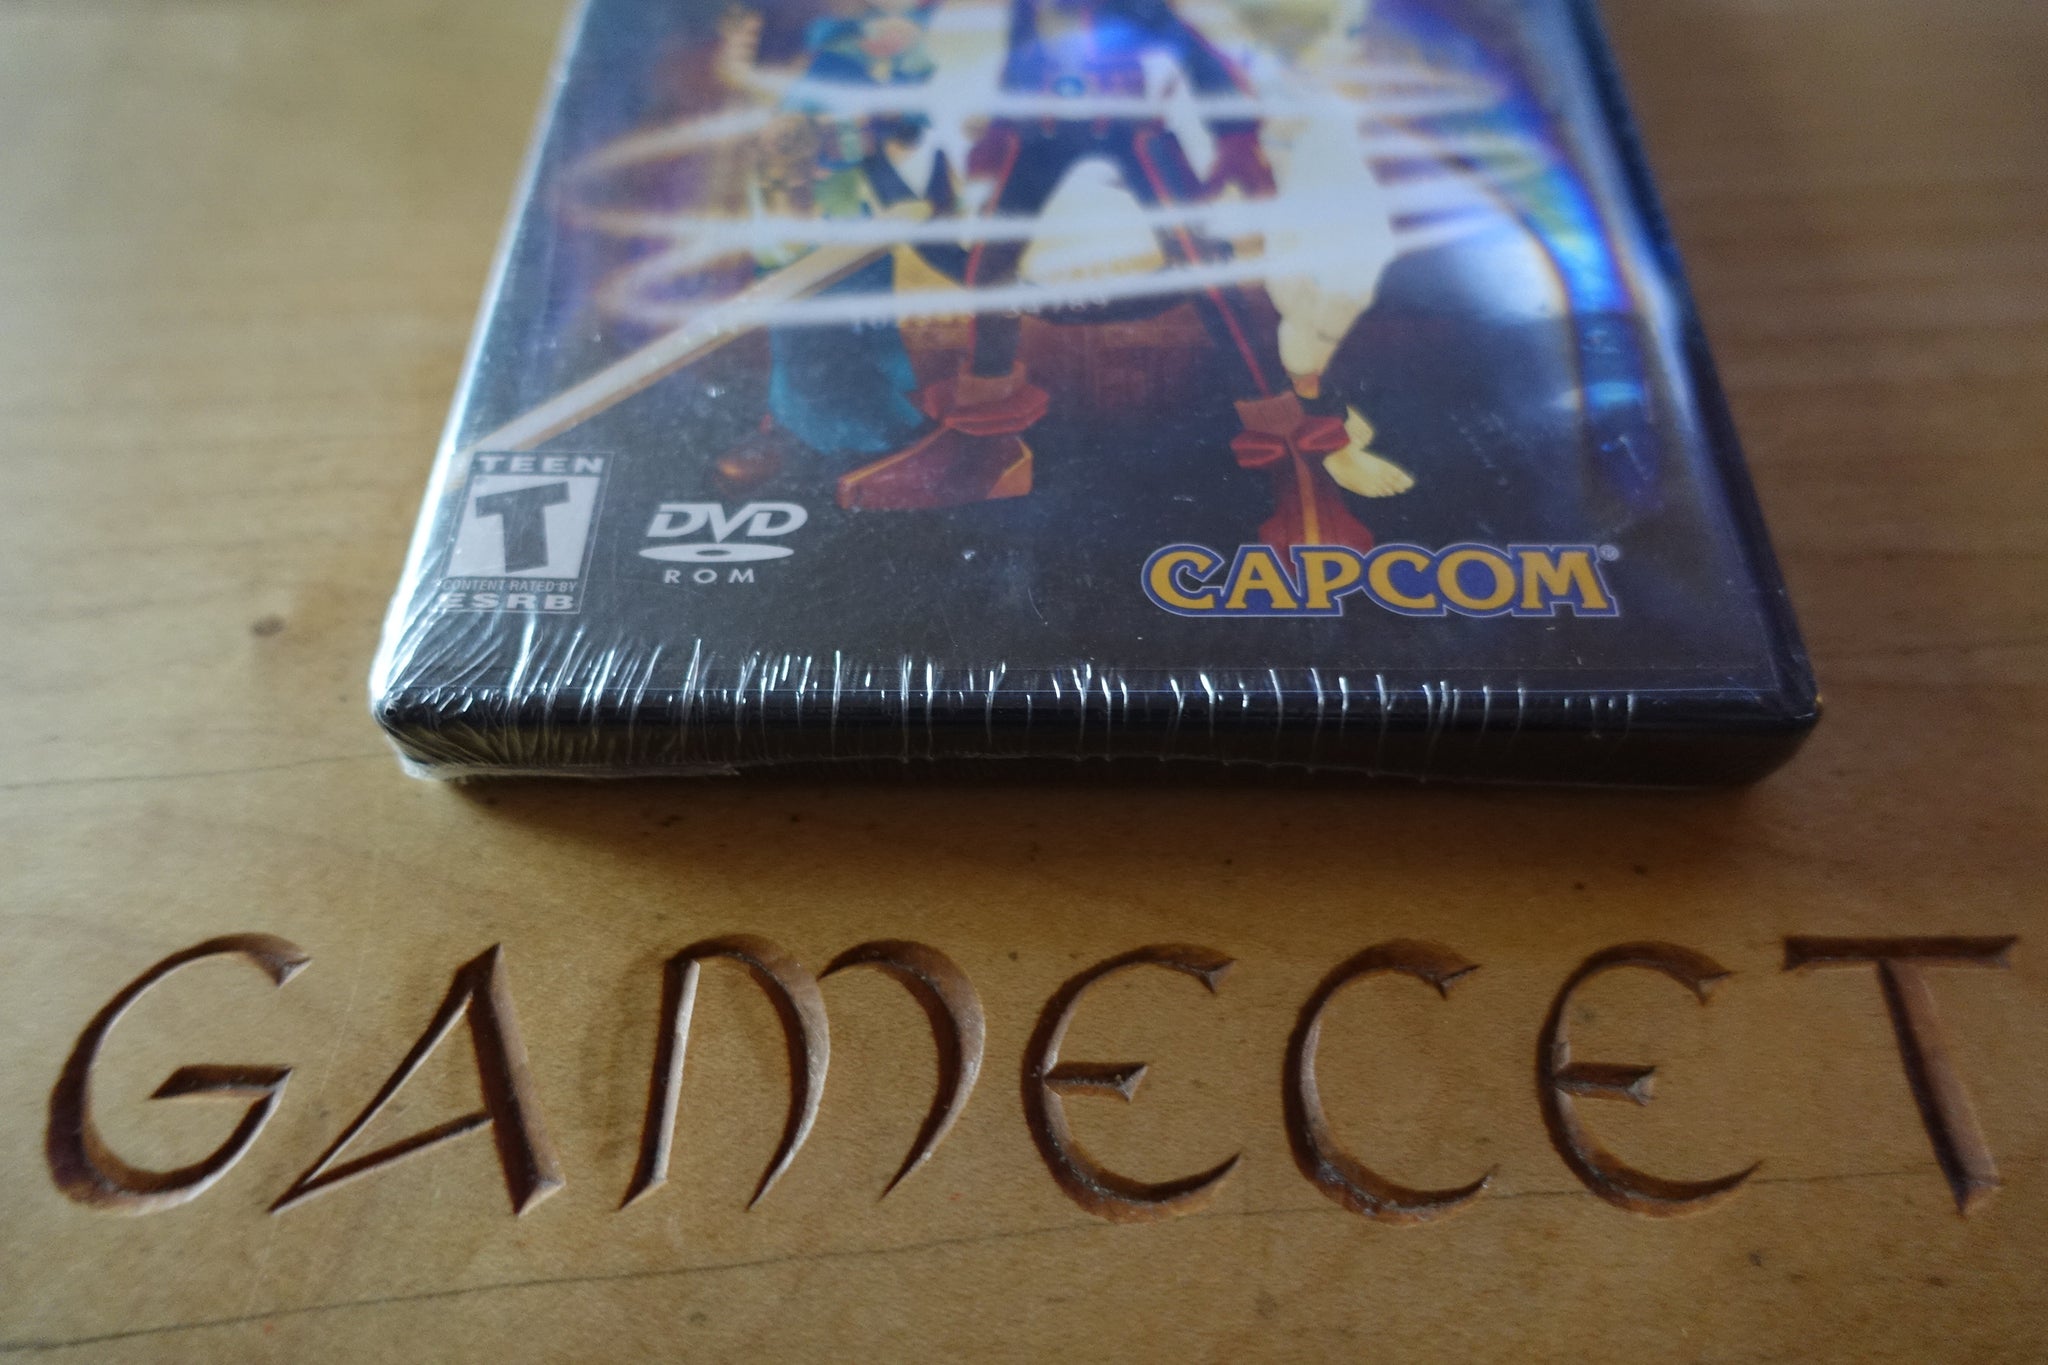 TEEN
T
CONTENT RATED BY
ESRB
DVD
ROM
CAPCOM®
GAMECET